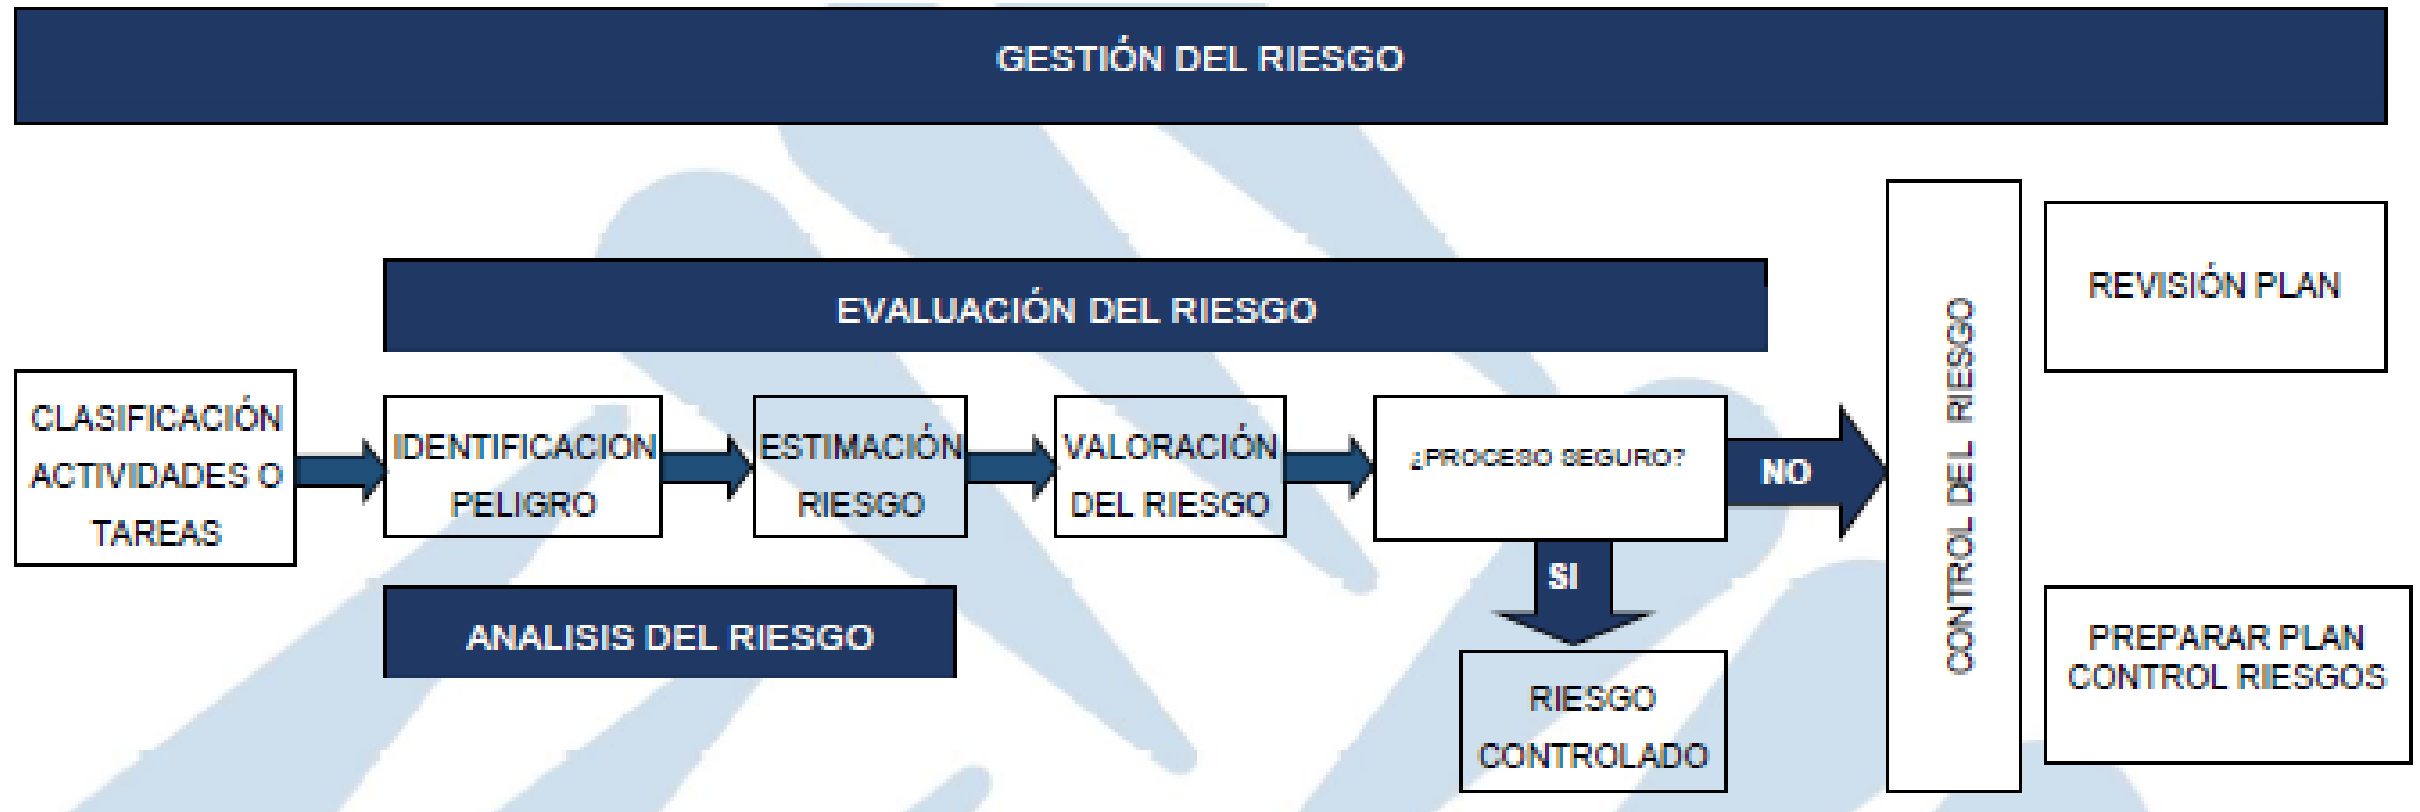 GESTIÓN DEL RIESGO
EVALUACIÓN DEL RIESGO
CLASIFICACIÓN
ACTIVIDADES O
TAREAS
IDENTIFICACION
PELIGRO
ESTIMACIÓN
RIESGO
VALORACIÓN
DEL RIESGO
¿PROCESO SEGURO?
NO
SI
RIESGO
CONTROLADO
ANALISIS DEL RIESGO
CONTROL DEL RIESGO
REVISIÓN PLAN
PREPARAR PLAN
CONTROL RIESGOS